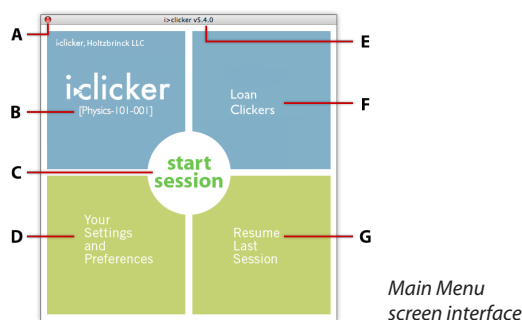 i>clicker v5.4.0
A
E
i-clicker, Holtzbrinck LLC
i>clicker
[Physics-101-001]
B
Loan
Clickers
F
start
session
C
Your
Settings
and
Preferences
D
Resume
Last
Session
G
Main Menu
screen interface